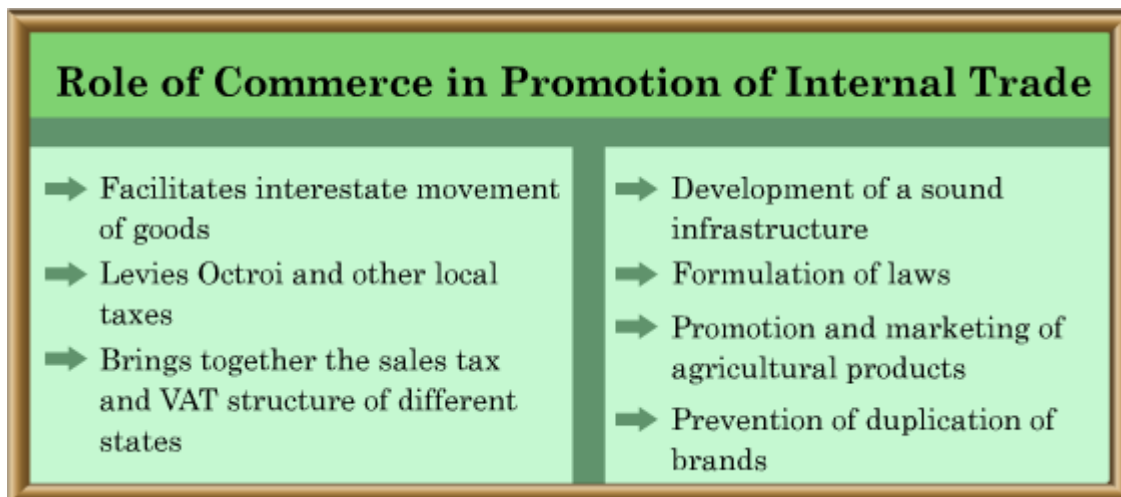 Role of Commerce in Promotion of Internal Trade
Facilitates interestate movement
of goods
Levies Octroi and other local
taxes
Brings together the sales tax
and VAT structure of different
states
Development of a sound
infrastructure
Formulation of laws
Promotion and marketing of
agricultural products
Prevention of duplication of
brands